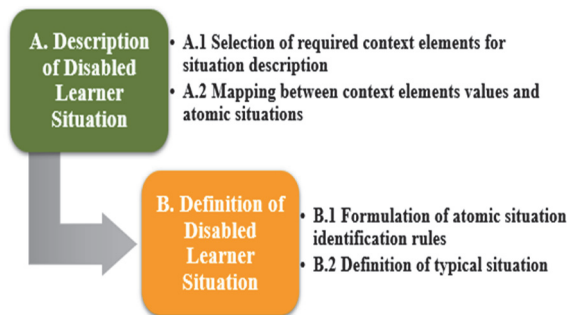 A. Description
of Disabled
Learner
Situation
• A.1 Selection of required context elements for
situation description
• A.2 Mapping between context elements values and
atomic situations
B. Definition of
Disabled
Learner
Situation
• B.1 Formulation of atomic situation
identification rules
• B.2 Definition of typical situation